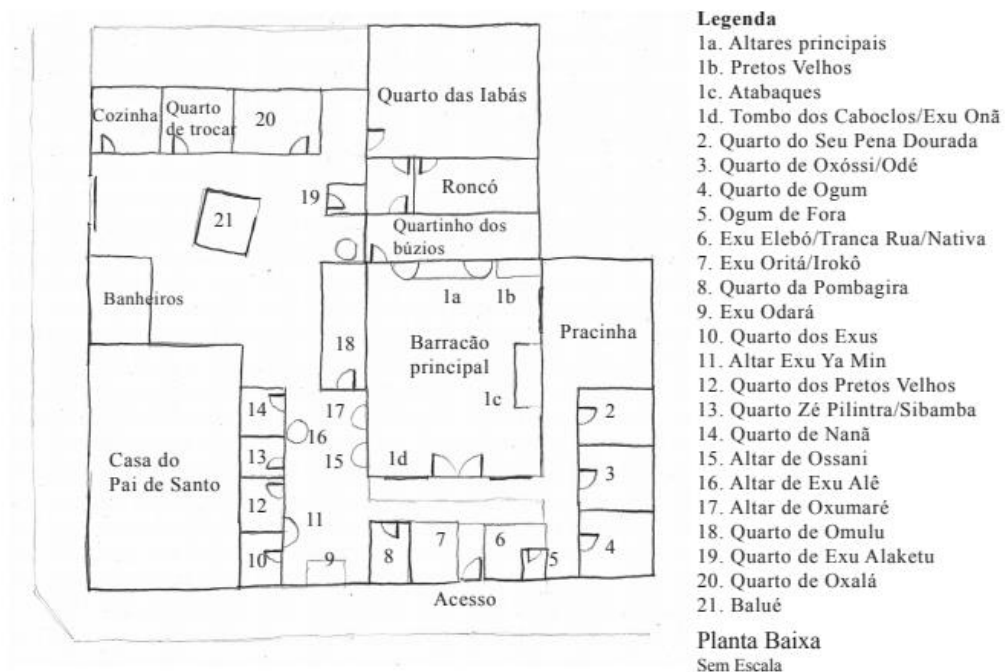 Quarto das Iabás
Cozinha
Quarto
de trocar
20
19
Roncó
21
Quartinho dos
búzios
1a
1b
Banheiros
Barracão
principal
Pracinha
18
1c
14
17
16
2
13
15
1d
3
Casa do
Pai de Santo
12
11
10
9
8
7
6
5
4
Acesso
Legenda
1a. Altares principais
1b. Pretos Velhos
1c. Atabaques
1d. Tombo dos Caboclos/Exu Onã
2. Quarto do Seu Pena Dourada
3. Quarto de Oxóssi/Odé
4. Quarto de Ogum
5. Ogum de Fora
6. Exu Elebó/Tranca Rua/Nativa
7. Exu Oritá/Irokô
8. Quarto da Pombagira
9. Exu Odará
10. Quarto dos Exus
11. Altar Exu Ya Min
12. Quarto dos Pretos Velhos
13. Quarto Zé Pilintra/Sibamba
14. Quarto de Nanã
15. Altar de Ossani
16. Altar de Exu Alê
17. Altar de Oxumaré
18. Quarto de Omulu
19. Quarto de Exu Alaketu
20. Quarto de Oxalá
21. Balué
Planta Baixa
Sem Escala